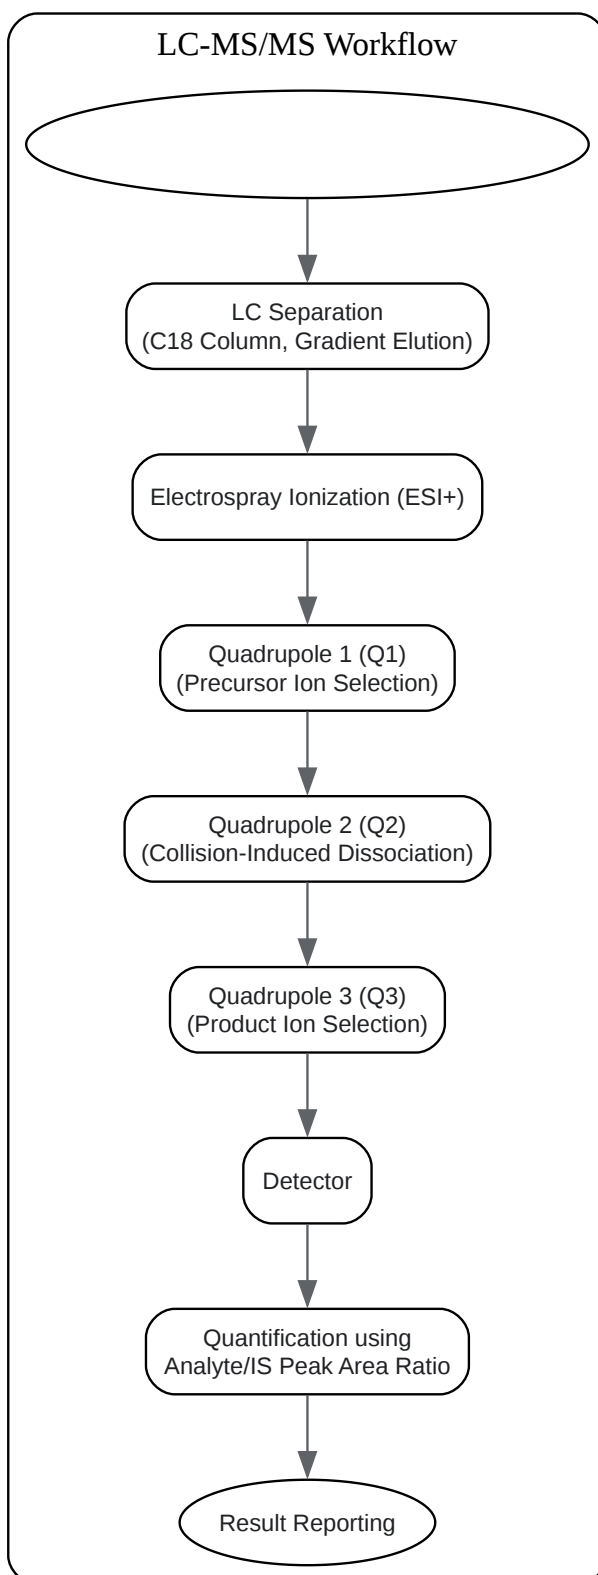 LC-MS/MS Workflow
LC Separation
(C18 Column, Gradient Elution)
Electrospray Ionization (ESI+)
Quadrupole 1 (Q1)
(Precursor Ion Selection)
Quadrupole 2 (Q2)
(Collision-Induced Dissociation)
Quadrupole 3 (Q3)
(Product Ion Selection)
Detector
Quantification using
Analyte/IS Peak Area Ratio
Result Reporting